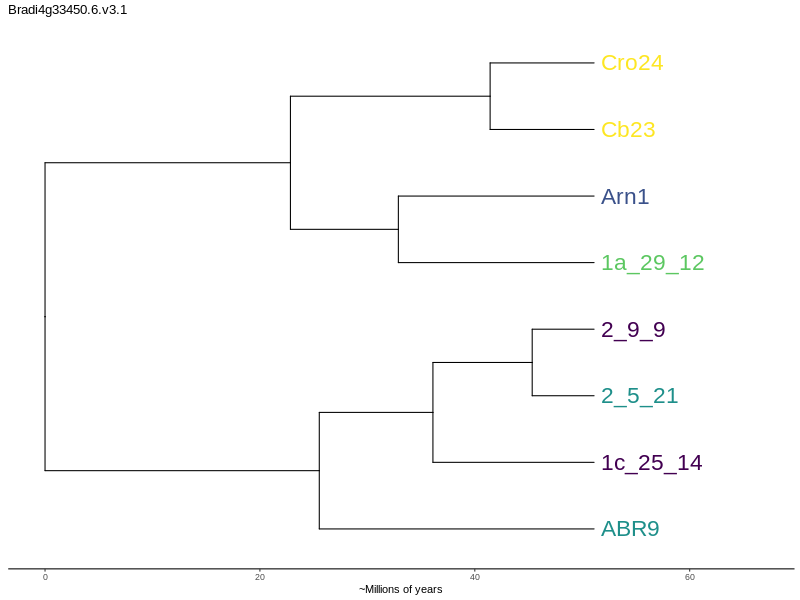 Bradi4g33450.6.v3.1
Cro24
Cb23
Arn1
1a_29_12
2_9_9
2_5_21
1c_25_14
ABR9
0 20 40 60
~Millions of years